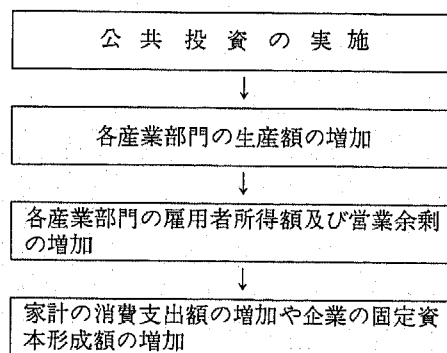 公共投資の実施
↓
各産業部門の生産額の増加
↓
各産業部門の雇用者所得額及び営業余剰
の増加
↓
家計の消費支出額の増加や企業の固定資
本形成額の増加